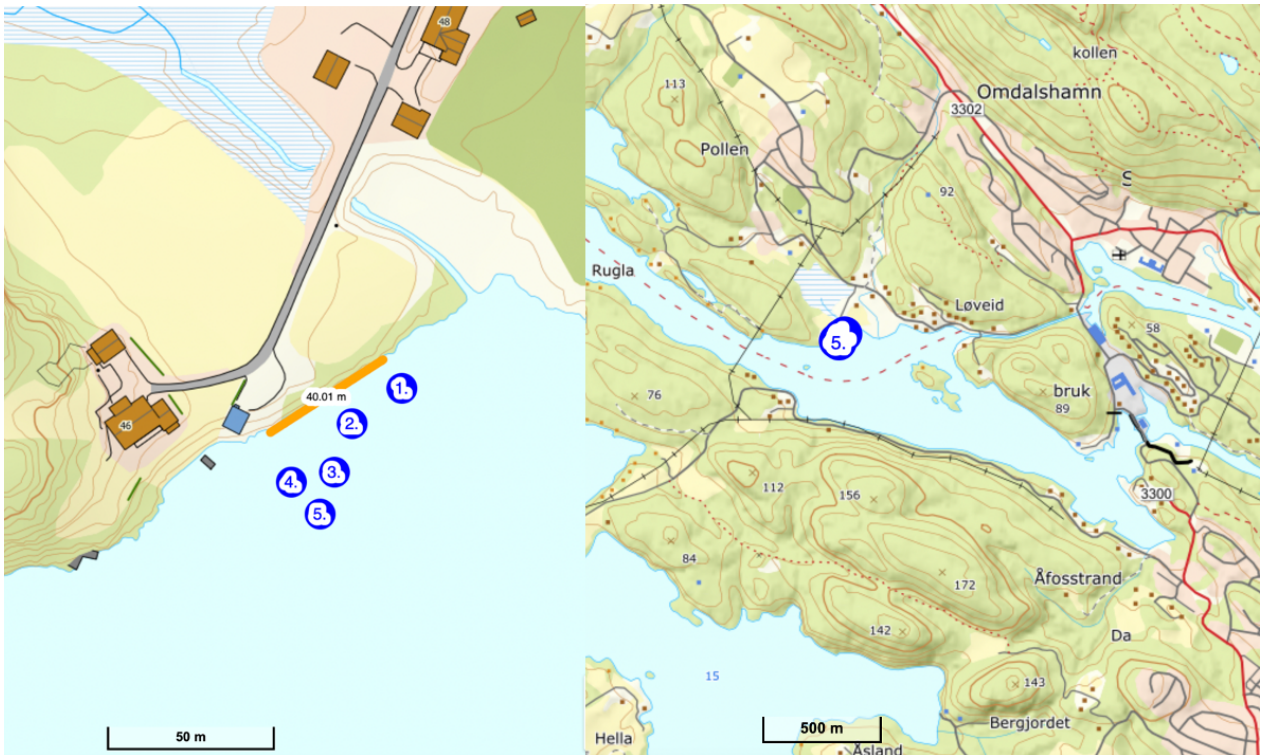 48
40.01 m
1.
2.
46
3.
4.
5.
50 m
kollen
113
Omdalshamn
3302
Pollen
S
92
Rugla
Løveid
58
5.
76
bruk
89
112
156
3300
84
172
Åfosstrand
142
Da
15
143
Bergjordet
500 m
Hella
Åsland